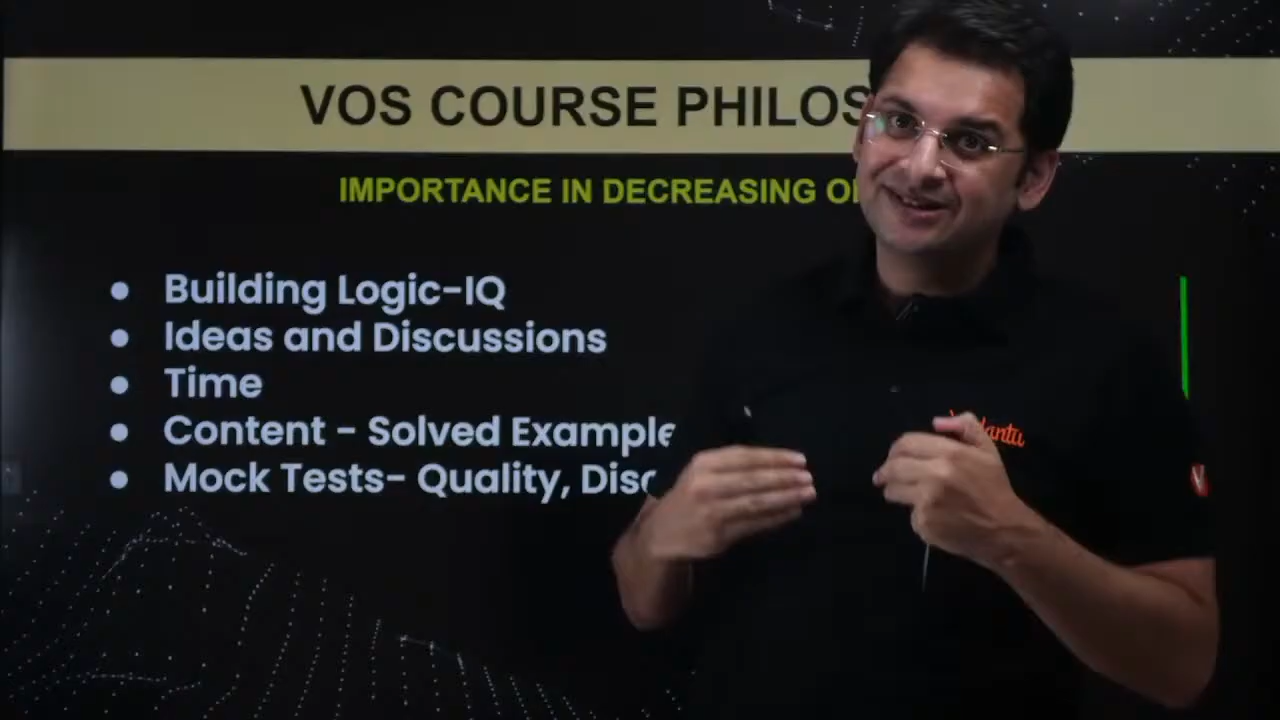 VOS COURSE PHILOS
IMPORTANCE IN DECREASING
● Building Logic-IQ
● Ideas and Discussions
● Time
● Content - Solved Example
● Mock Tests- Quality, Disc
V